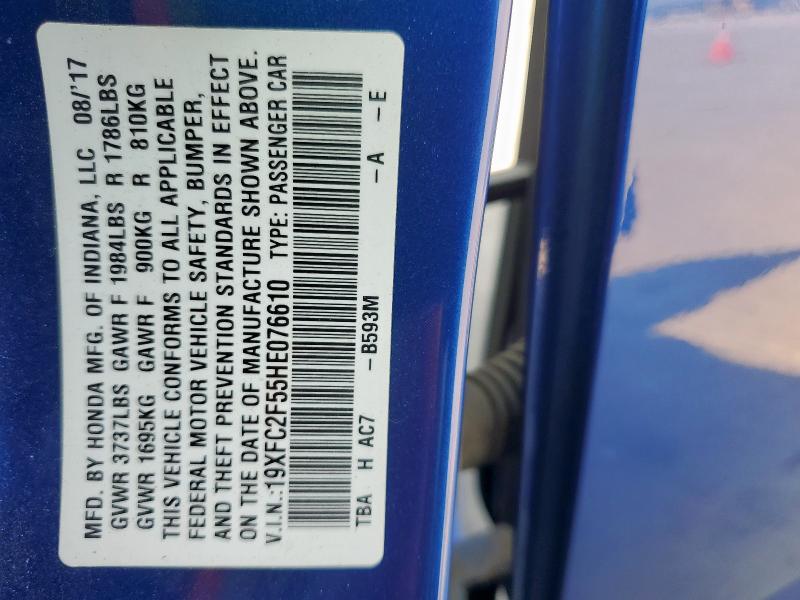 MFD. BY HONDA MFG. OF INDIANA, LLC 08/'17
GVWR 3737LBS GAWR F 1984LBS R 1786LBS
GVWR 1695KG GAWR F 900KG R 810KG
THIS VEHICLE CONFORMS TO ALL APPLICABLE
FEDERAL MOTOR VEHICLE SAFETY, BUMPER,
AND THEFT PREVENTION STANDARDS IN EFFECT
ON THE DATE OF MANUFACTURE SHOWN ABOVE.
V.I.N.:19XFC2F55HE076610 TYPE: PASSENGER CAR
TBA H AC7 -B593M -A -E